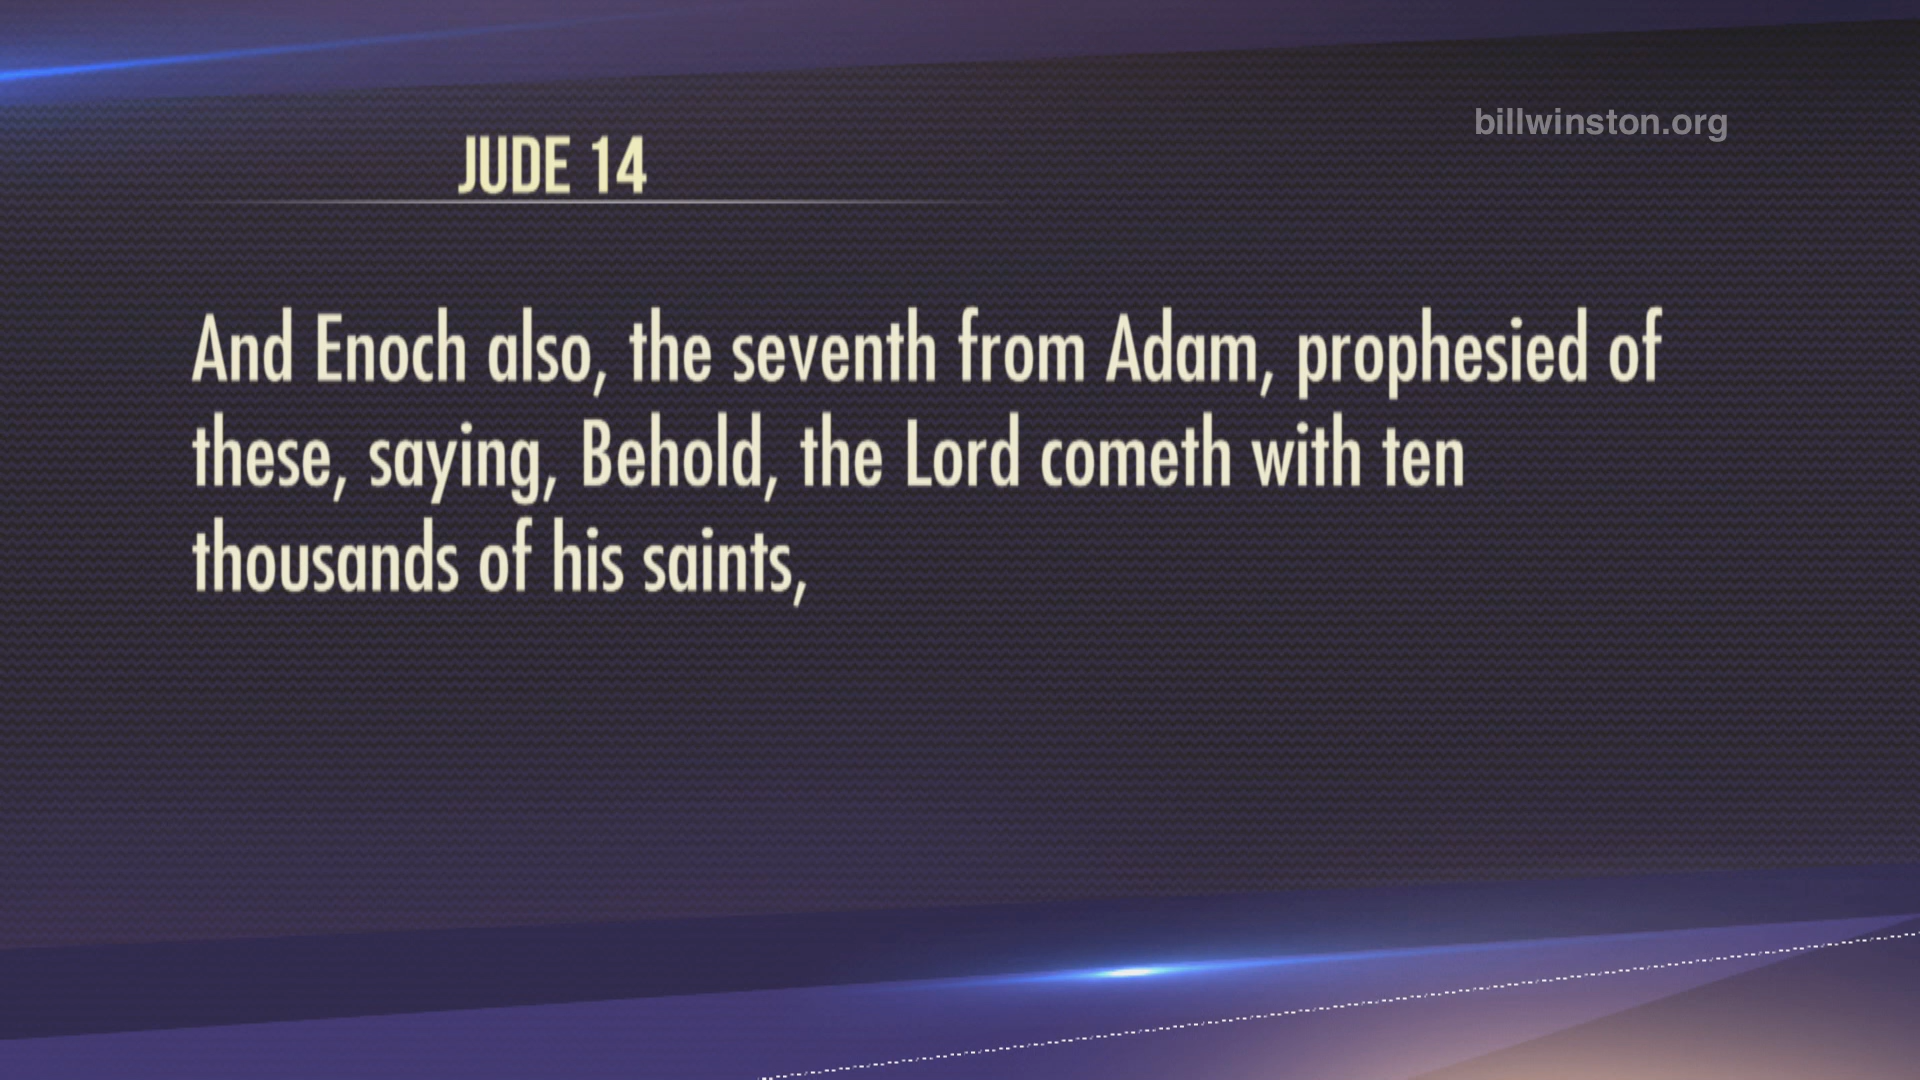 billwinston.org
JUDE 14
And Enoch also, the seventh from Adam, prophesied of
these, saying, Behold, the Lord cometh with ten
thousands of his saints,